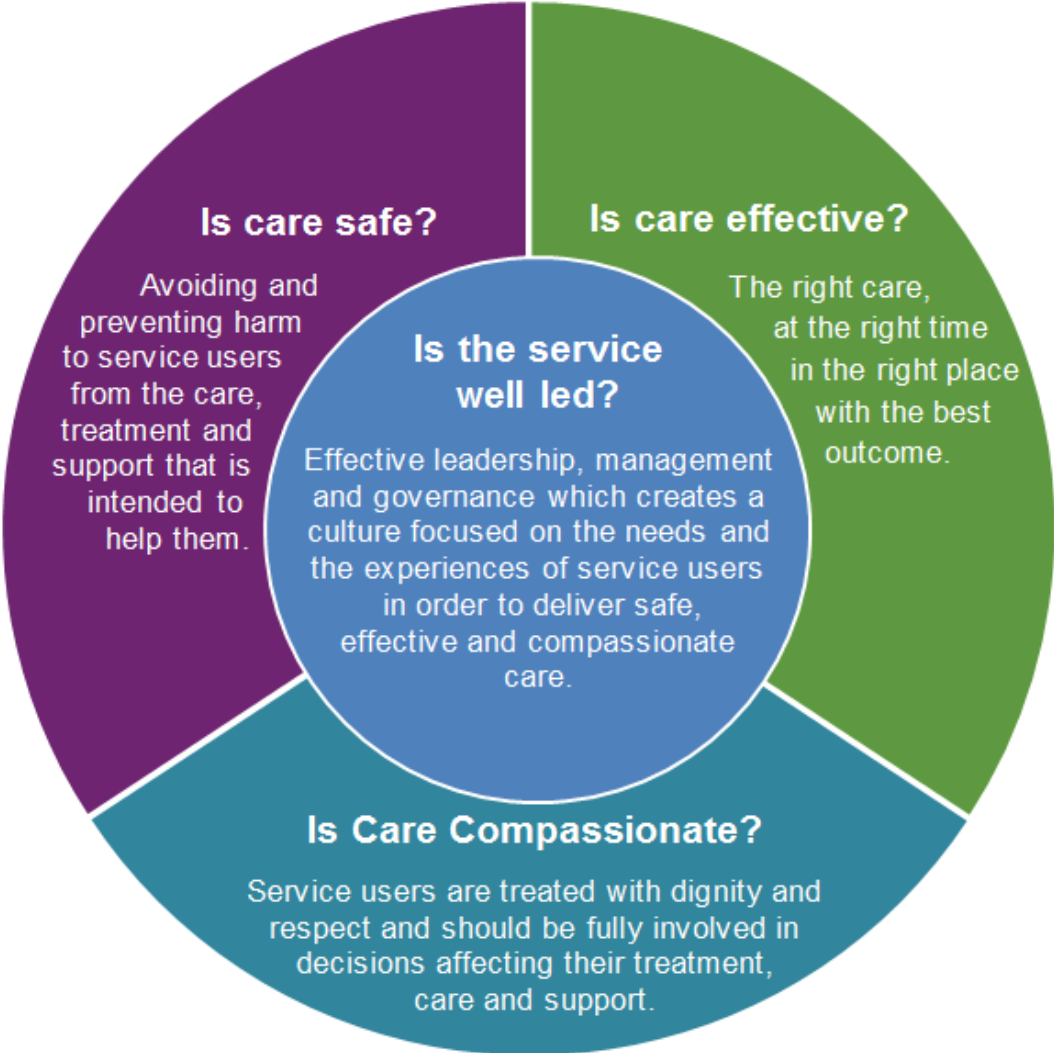 Is care safe?
Avoiding and
preventing harm
to service users
from the care,
treatment and
support that is
intended to
help them.
Is care effective?
The right care,
at the right time
in the right place
with the best
outcome.
Is the service
well led?
Effective leadership, management
and governance which creates a
culture focused on the needs and
the experiences of service users
in order to deliver safe,
effective and compassionate
care.
Is Care Compassionate?
Service users are treated with dignity and
respect and should be fully involved in
decisions affecting their treatment,
care and support.